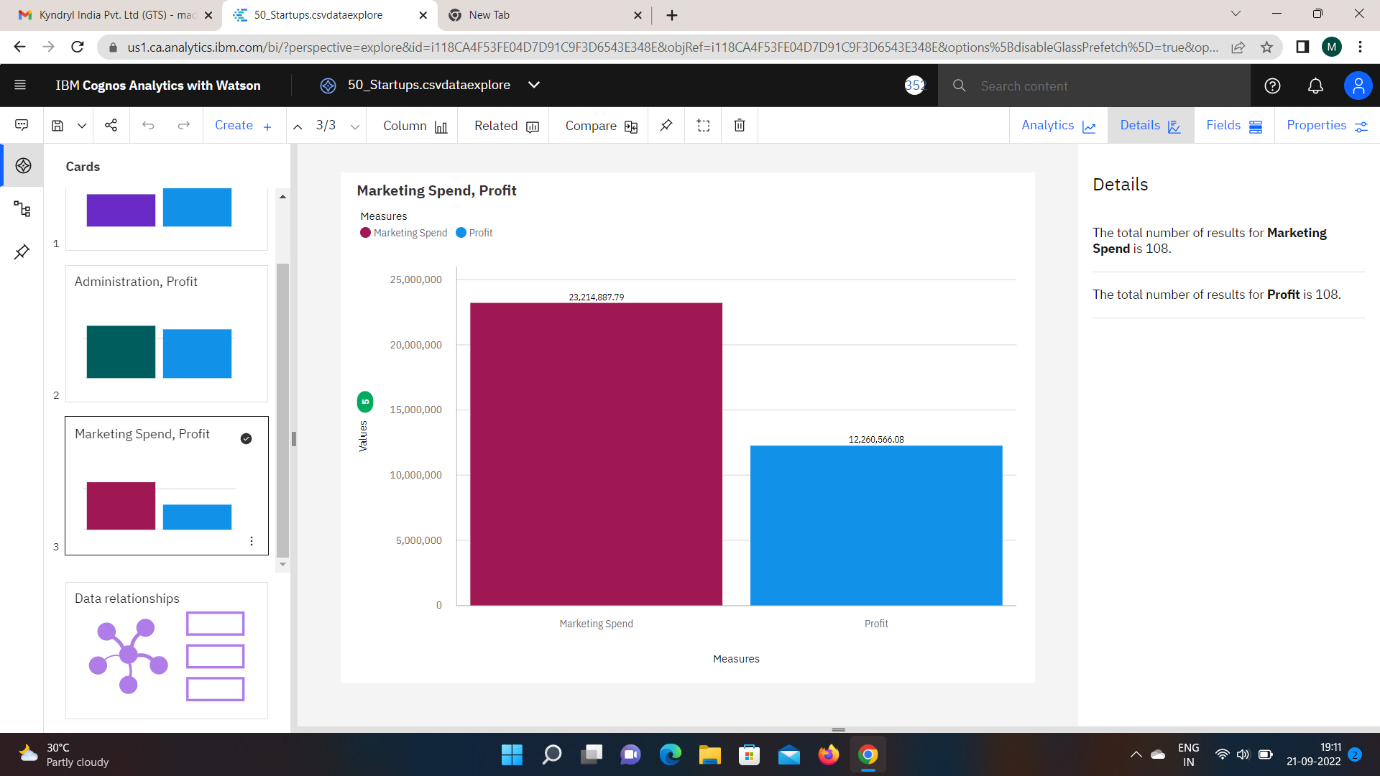 Kyndryl India Pvt. Ltd (GTS) - mac
50_Startups.csvdataexplore
New Tab
us1.ca.analytics.ibm.com/bi/?perspective=explore&id=i118CA4F53FE04D7D91C9F3D6543E348E&objRef=i118CA4F53FE04D7D91C9F3D6543E348E&options%5BdisableGlassPrefetch%5D=true&op...
M
IBM Cognos Analytics with Watson
50_Startups.csvdataexplore
352
Search content
Create +
3/3
Column
Related
Compare
Analytics
Details
Fields
Properties
Cards
1
Administration, Profit
2
Marketing Spend, Profit
3
Data relationships
Marketing Spend, Profit
Measures
Marketing Spend
Profit
25,000,000
20,000,000
15,000,000
10,000,000
5,000,000
0
Values
5
23,214,887.79
12,260,566.08
Marketing Spend
Profit
Measures
Details
The total number of results for Marketing
Spend is 108.
The total number of results for Profit is 108.
30°C
Partly cloudy
ENG
IN
19:11
21-09-2022
2